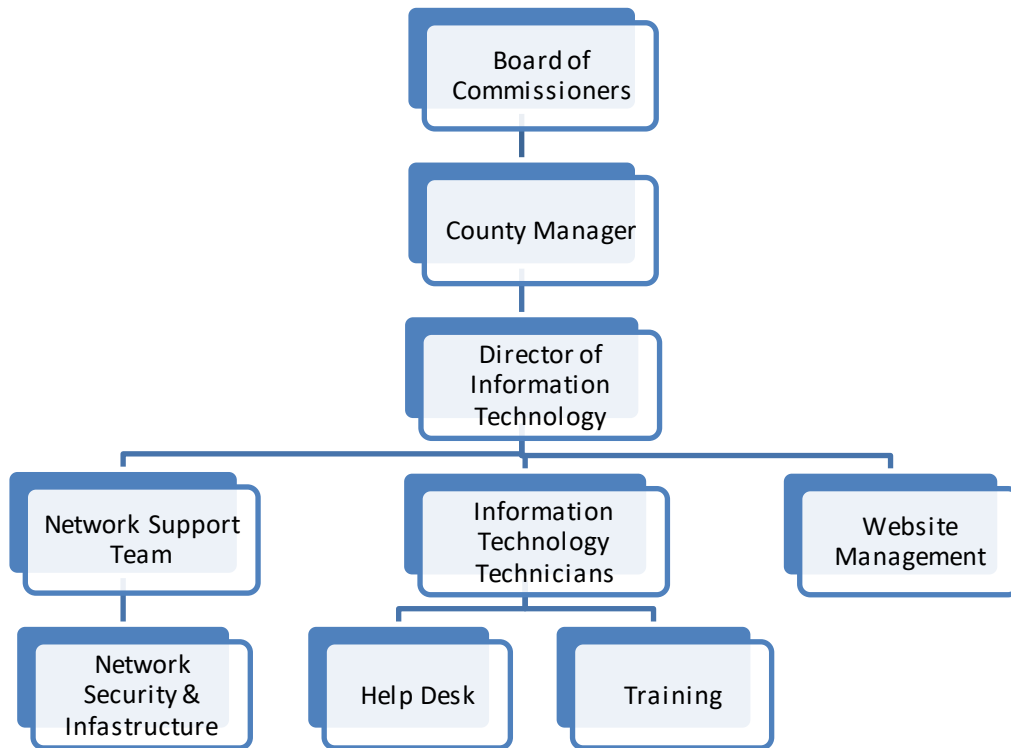 Board of
Commissioners
County Manager
Director of
Information
Technology
Network Support
Team
Information
Technology
Technicians
Website
Management
Network
Security &
Infastructure
Help Desk
Training